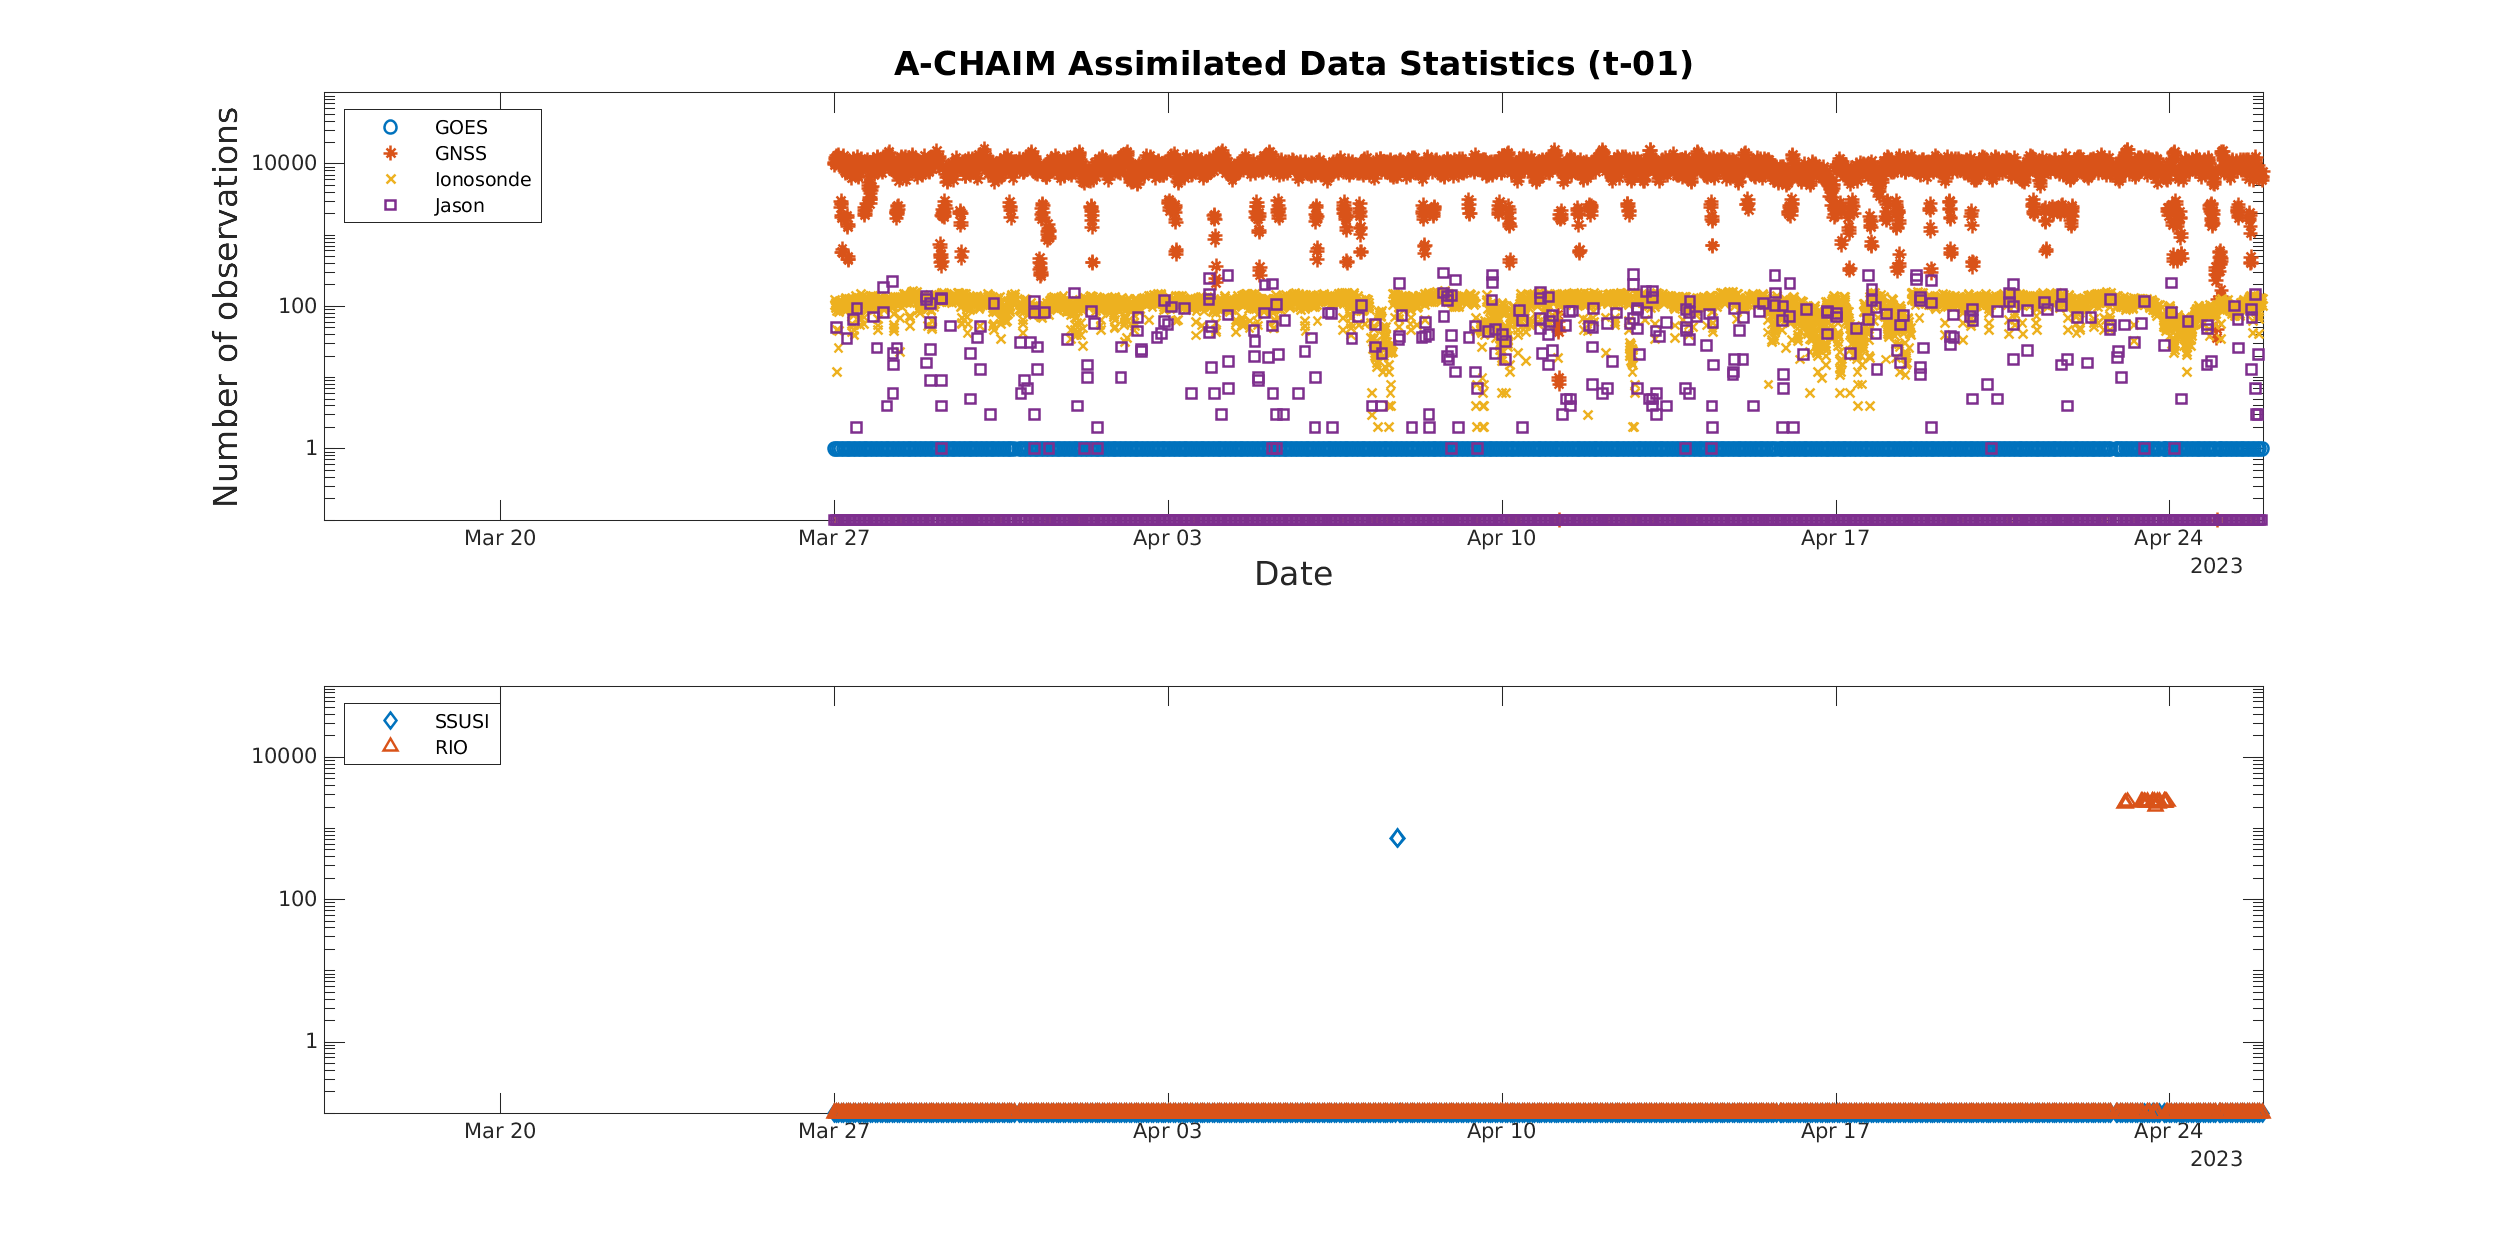 A-CHAIM Assimilated Data Statistics (t-01)
Number of observations
10000
100
1
GOES
GNSS
Ionosonde
Jason
Mar 20
Mar 27
Apr 03
Apr 10
Apr 17
Apr 24
2023
Date
10000
100
1
SSUSI
RIO
Mar 20
Mar 27
Apr 03
Apr 10
Apr 17
Apr 24
2023